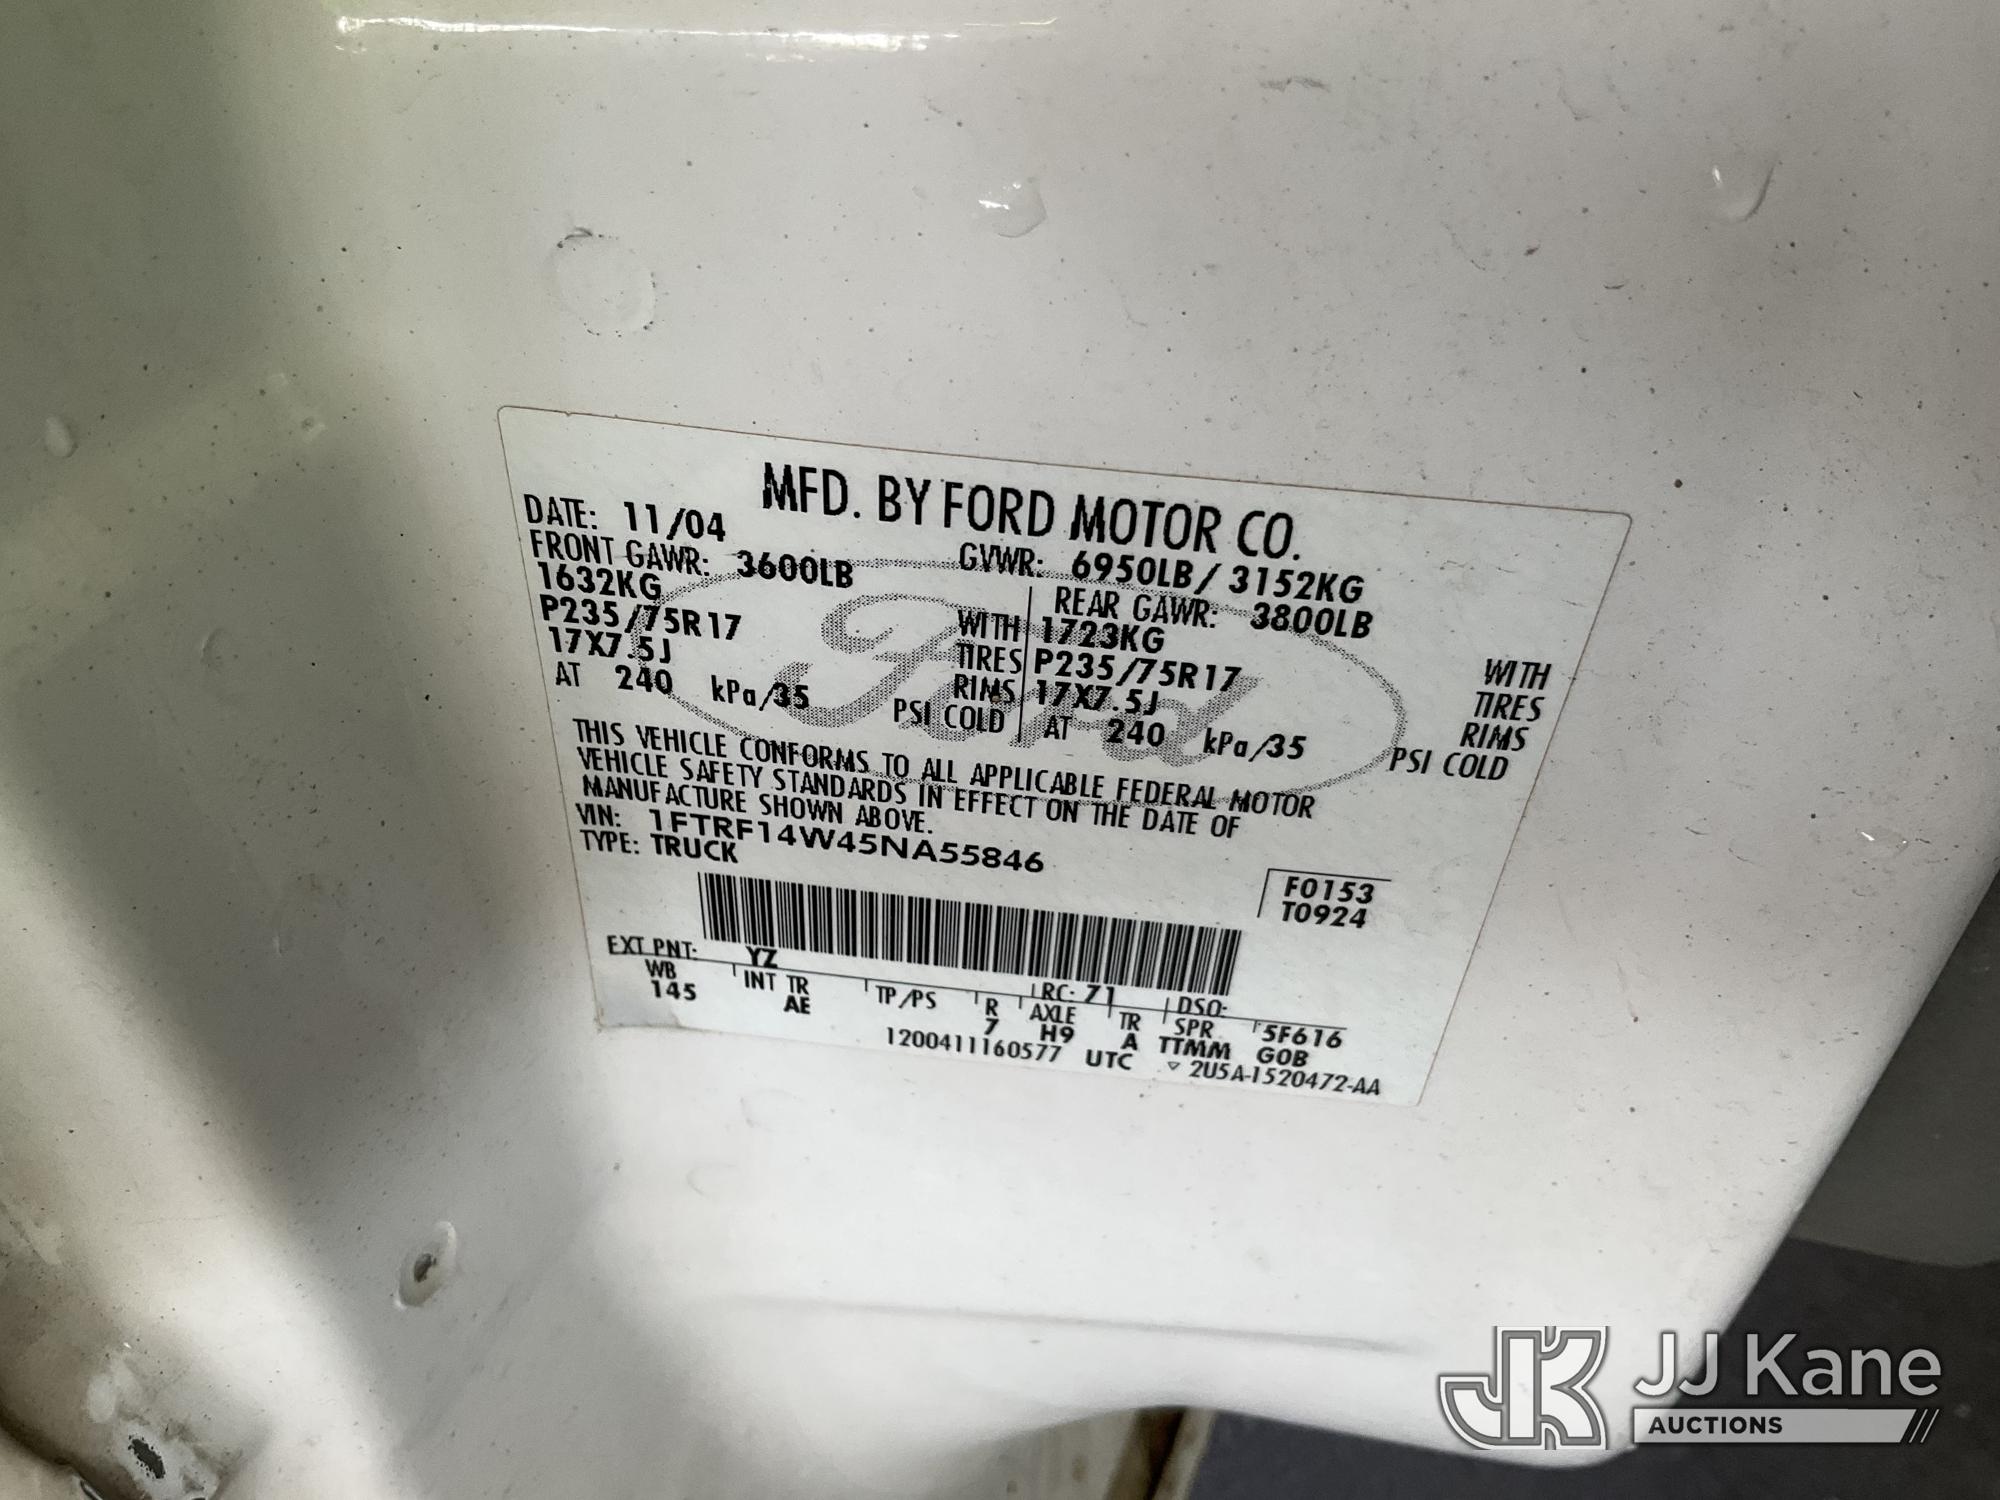 MFD. BY FORD MOTOR CO.
DATE: 11/04 GVWR: 6950LB / 3152KG
FRONT GAWR: 3600LB REAR GAWR: 3800LB
1632KG WITH 1723KG WITH
P235/75R17 TIRES P235/75R17 TIRES
17X7.5J RIMS 17X7.5J RIMS
AT 240 kPa/35 PSI COLD AT 240 kPa/35 PSI COLD
Ford
THIS VEHICLE CONFORMS TO ALL APPLICABLE FEDERAL MOTOR
VEHICLE SAFETY STANDARDS IN EFFECT ON THE DATE OF
MANUFACTURE SHOWN ABOVE.
VIN: 1FTRF14W45NA55846
TYPE: TRUCK
F0153
T0924
EXT PNT: YZ RC: 71 DSO:
WB INT TR TP/PS R AXLE TR SPR 5F616
145 AE 7 H9 A TTMM GOB
1200411160577 UTC ▽ 2U5A-1520472-AA
JK JJ Kane
AUCTIONS